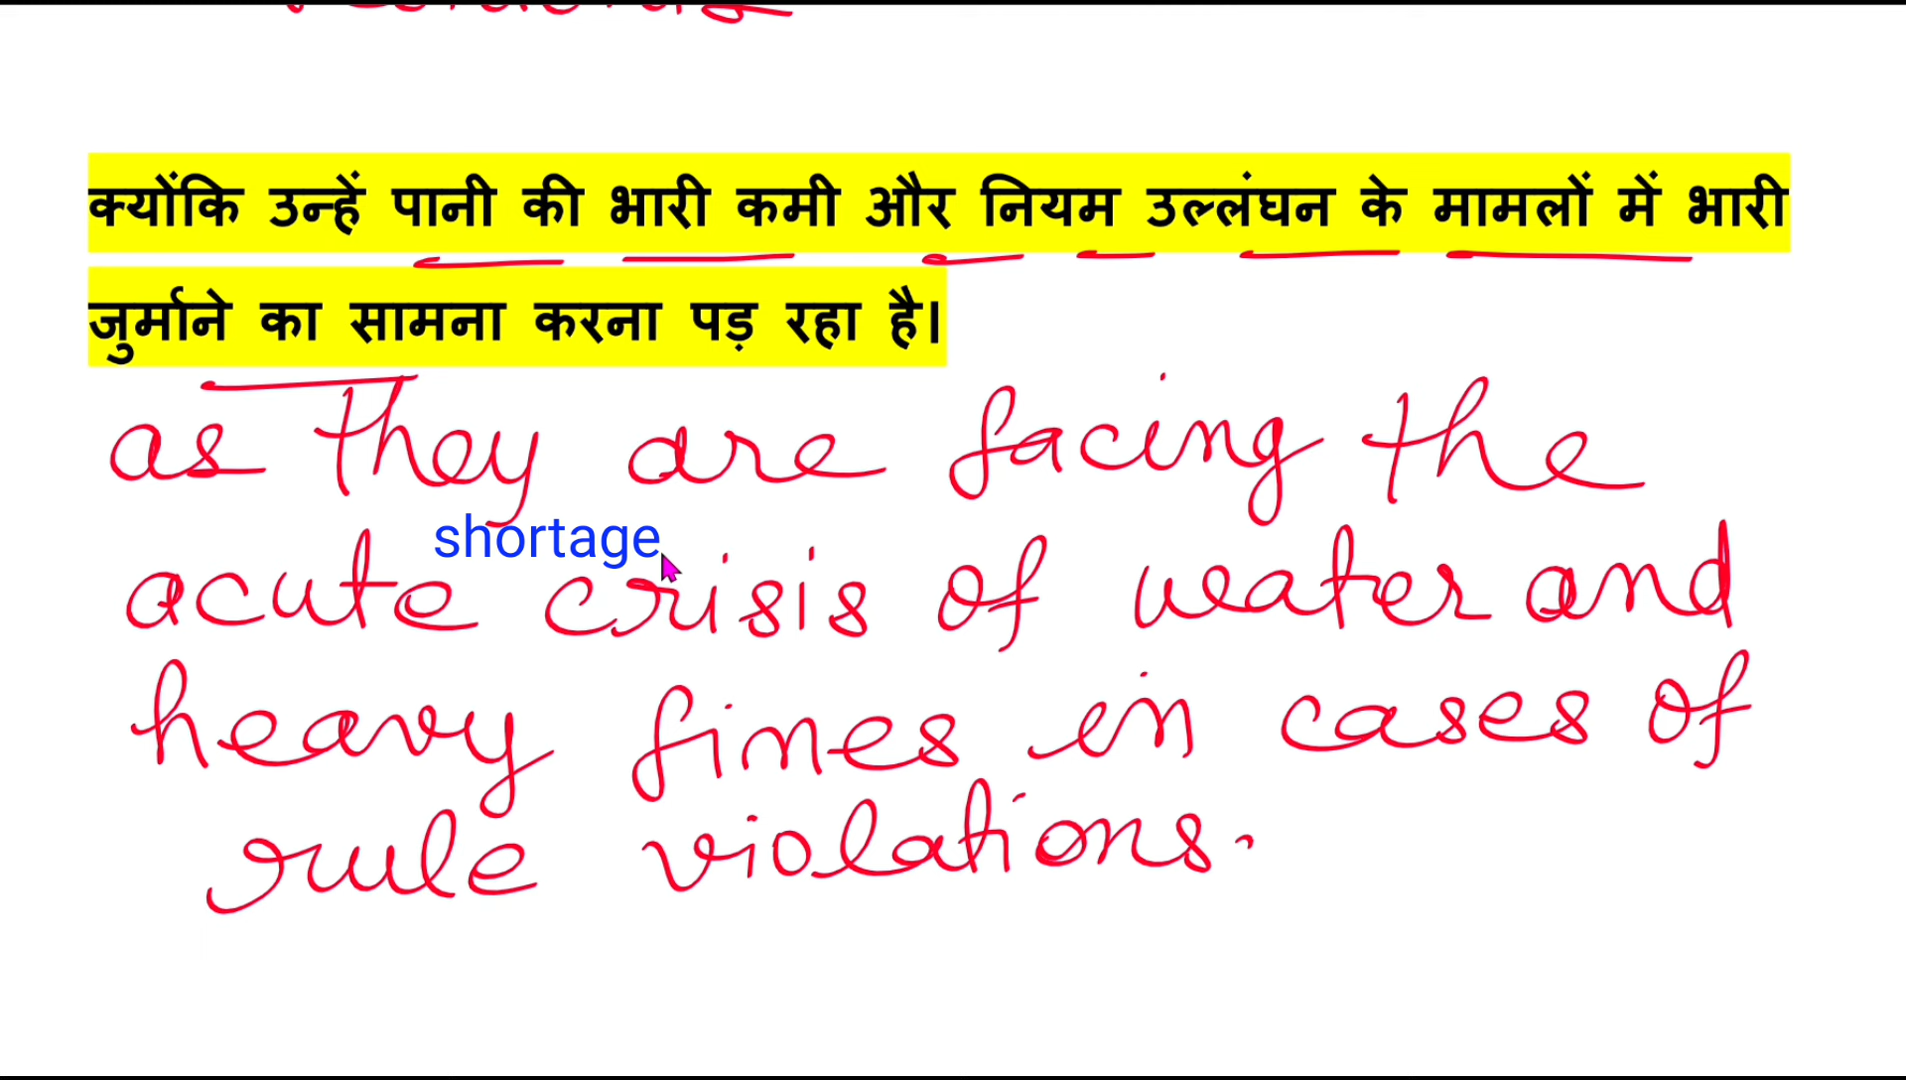 क्योंकि उन्हें पानी की भारी कमी और नियम उल्लंघन के मामलों में भारी
जुर्माने का सामना करना पड़ रहा है।
as they are facing the
shortage
acute crisis of water and
heavy fines in cases of
rule violations.